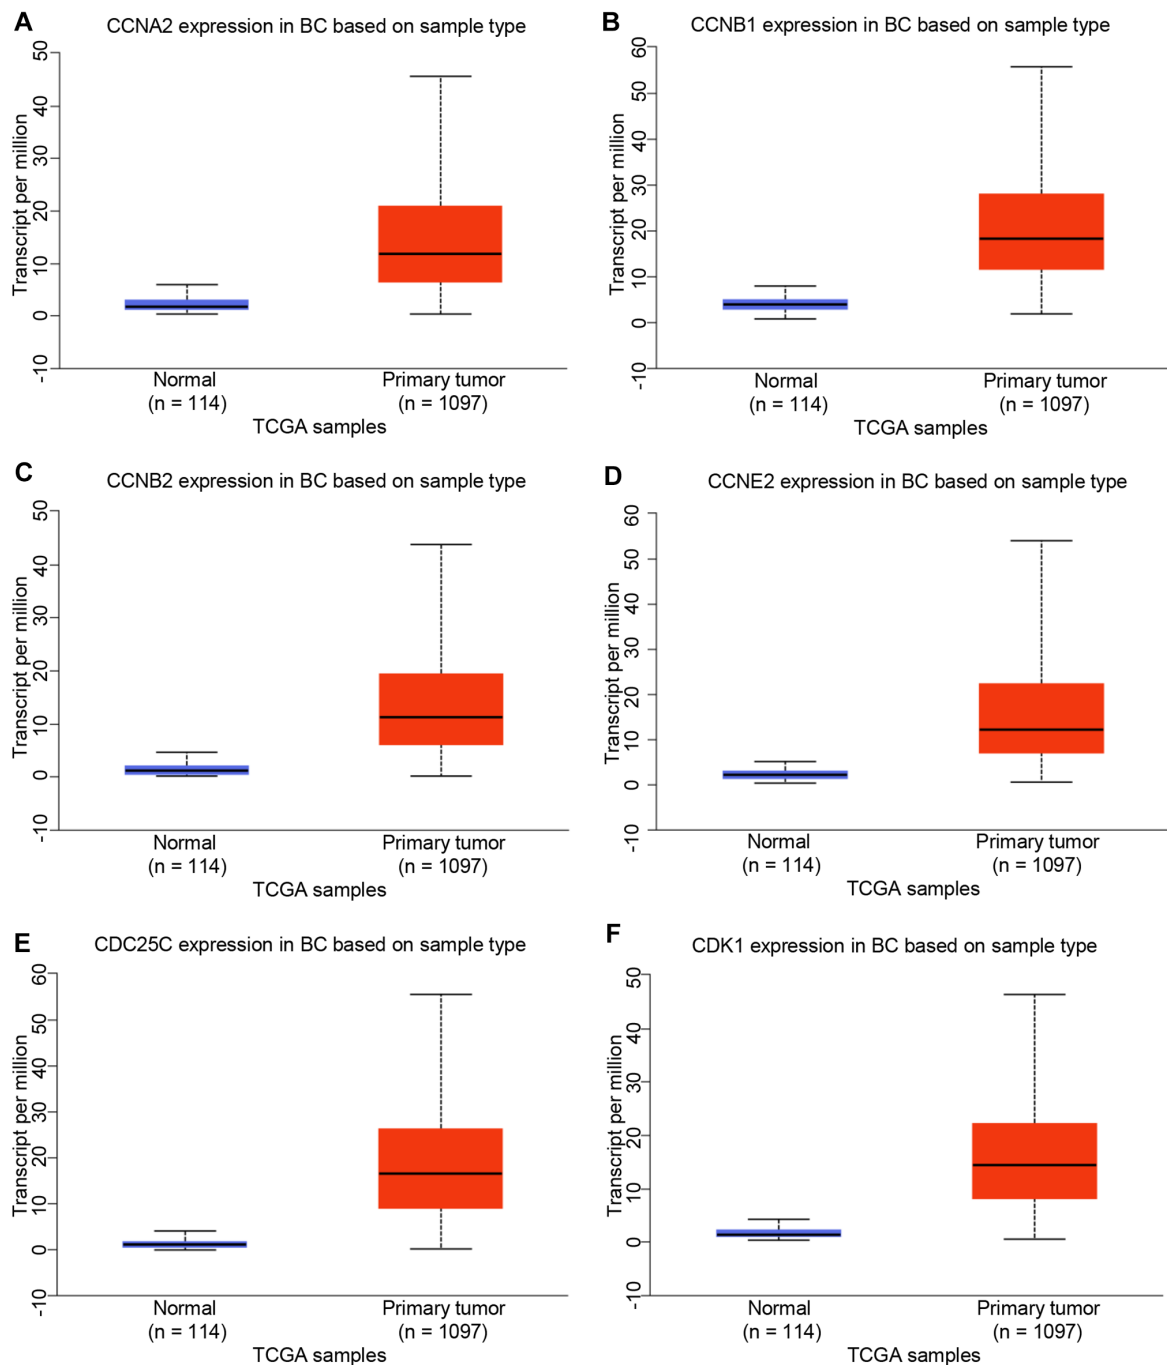 A
CCNA2 expression in BC based on sample type
Transcript per million
50
40
30
20
10
0
-10
Normal
(n = 114)
Primary tumor
(n = 1097)
TCGA samples
B
CCNB1 expression in BC based on sample type
Transcript per million
60
50
40
30
20
10
0
-10
Normal
(n = 114)
Primary tumor
(n = 1097)
TCGA samples
C
CCNB2 expression in BC based on sample type
Transcript per million
50
40
30
20
10
0
-10
Normal
(n = 114)
Primary tumor
(n = 1097)
TCGA samples
D
CCNE2 expression in BC based on sample type
Transcript per million
60
50
40
30
20
10
0
-10
Normal
(n = 114)
Primary tumor
(n = 1097)
TCGA samples
E
CDC25C expression in BC based on sample type
Transcript per million
60
50
40
30
20
10
0
-10
Normal
(n = 114)
Primary tumor
(n = 1097)
TCGA samples
F
CDK1 expression in BC based on sample type
Transcript per million
50
40
30
20
10
0
-10
Normal
(n = 114)
Primary tumor
(n = 1097)
TCGA samples